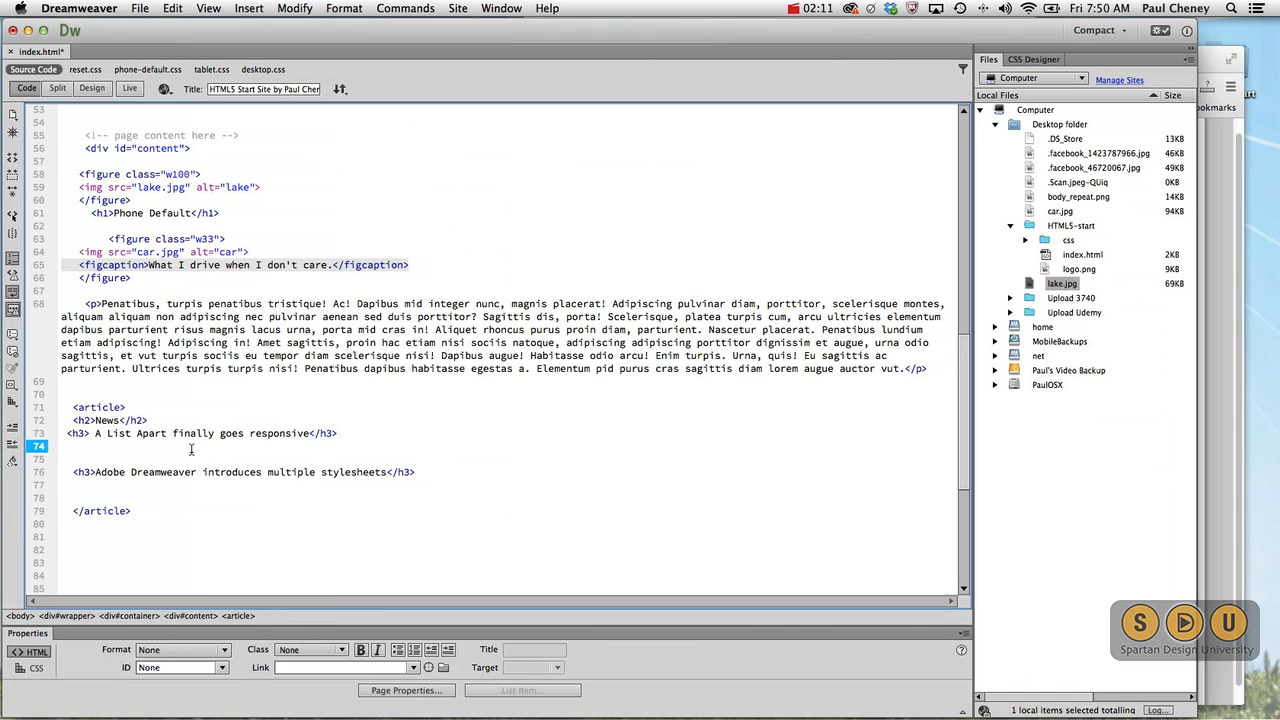 Dreamweaver File Edit View Insert Modify Format Commands Site Window Help 02:11 Fri 7:50 AM Paul Cheney
Dw Compact
index.html*
Source Code reset.css phone-default.css tablet.css desktop.css
Code Split Design Live Title: HTML5 Start Site by Paul Cher
53
54
55 <!-- page content here -->
56 <div id="content">
57
58 <figure class="w100">
59 <img src="lake.jpg" alt="lake">
60 </figure>
61 <h1>Phone Default</h1>
62
63 <figure class="w33">
64 <img src="car.jpg" alt="car">
65 <figcaption>What I drive when I don't care.</figcaption>
66 </figure>
67
68 <p>Penatibus, turpis penatibus tristique! Ac! Dapibus mid integer nunc, magnis placerat! Adipiscing pulvinar diam, porttitor, scelerisque montes,
aliquam aliquam non adipiscing nec pulvinar aenean sed duis porttitor? Sagittis dis, porta! Scelerisque, platea turpis cum, arcu ultricies elementum
dapibus parturient risus magnis lacus urna, porta mid cras in! Aliquet rhoncus purus proin diam, parturient. Nascetur placerat. Penatibus lundium
etiam adipiscing! Adipiscing in! Amet sagittis, proin hac etiam nisi sociis natoque, adipiscing adipiscing porttitor dignissim et augue, urna odio
sagittis, et vut turpis sociis eu tempor diam scelerisque nisi! Dapibus augue! Habitasse odio arcu! Enim turpis. Urna, quis! Eu sagittis ac
parturient. Ultrices turpis turpis nisi! Penatibus dapibus habitasse egestas a. Elementum pid purus cras sagittis diam lorem augue auctor vut.</p>
69
70
71 <article>
72 <h2>News</h2>
73 <h3> A List Apart finally goes responsive</h3>
74
75
76 <h3>Adobe Dreamweaver introduces multiple stylesheets</h3>
77
78
79 </article>
80
81
82
83
84
85
<body> <div#wrapper> <div#container> <div#content> <article>
Properties
<> HTML Format None Class None B I Title
CSS ID None Link Target
Page Properties... List Item...
Files CSS Designer
Computer Manage Sites
Local Files Size
Computer
Desktop folder
.DS_Store 13KB
.facebook_1423787966.jpg 46KB
.facebook_46720067.jpg 49KB
.Scan.jpeg-QUiq 0KB
body_repeat.png 14KB
car.jpg 94KB
HTML5-start
css
index.html 2KB
logo.png 9KB
lake.jpg 69KB
Upload 3740
Upload Udemy
home
MobileBackups
net
Paul's Video Backup
PaulOSX
1 local items selected totalling Log...
ookmarks
S D U
Spartan Design University